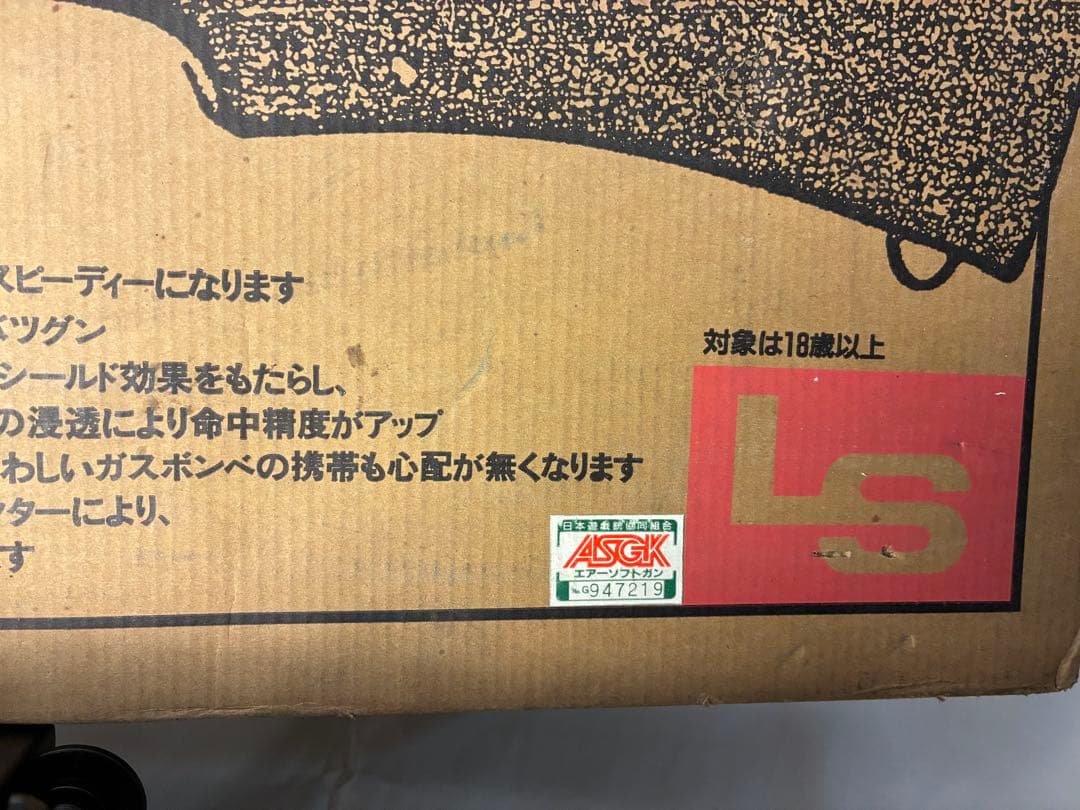 スピーディーになります
バツグン
シールド効果をもたらし、
の浸透により命中精度がアップ
わしいガスボンベの携帯も心配が無くなります
ターにより、
す
対象は18歳以上
LS
日本遊戯銃協同組合
ASGK
エアーソフトガン
No.G947219